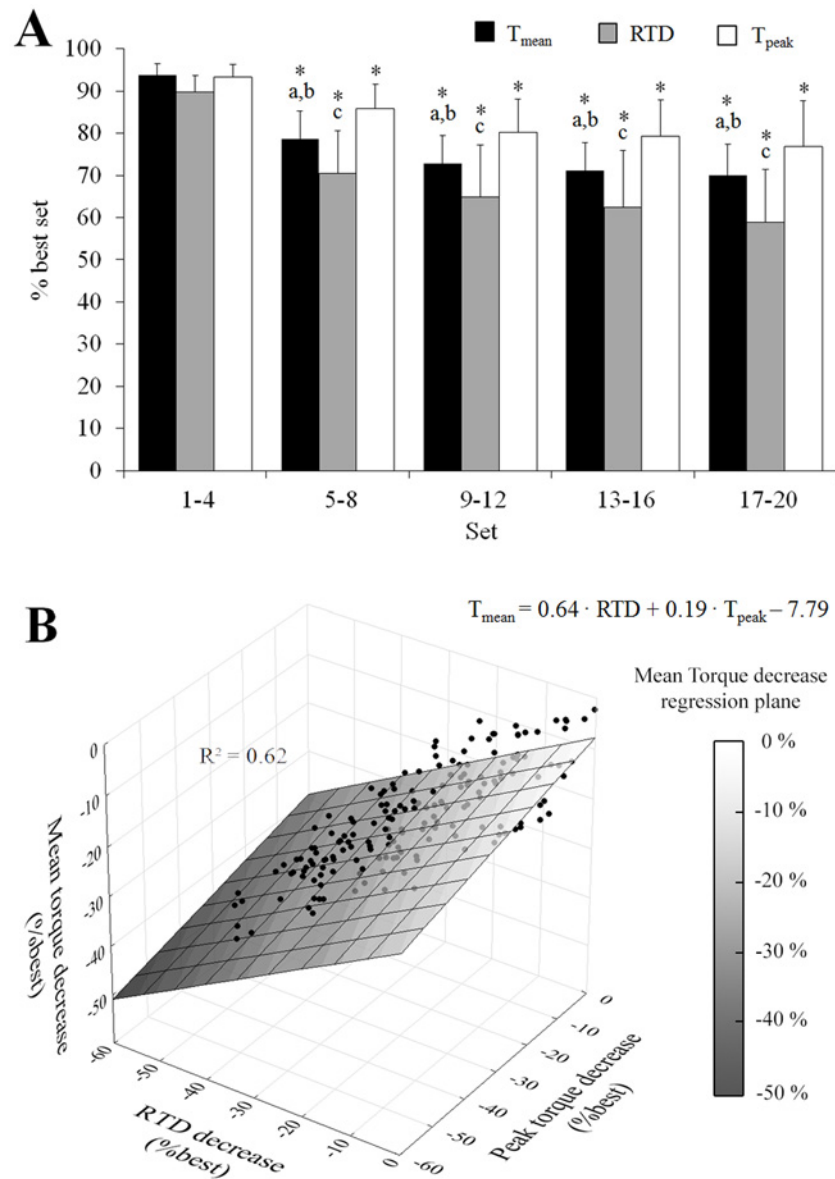 A
T_mean RTD T_peak
100
90
80
70
60
50
40
30
20
10
0
% best set
* a,b * c *
* a,b * c *
* a,b * c *
* a,b * c *
1-4 5-8 9-12 13-16 17-20
Set
B
T_mean = 0.64 · RTD + 0.19 · T_peak – 7.79
Mean Torque decrease
regression plane
R² = 0.62
0
-10
-20
-30
-40
-50
Mean torque decrease
(%best)
-60
-50
-40
-30
-20
-10
0
RTD decrease
(%best)
0
-10
-20
-30
-40
-50
-60
Peak torque decrease
(%best)
0 %
-10 %
-20 %
-30 %
-40 %
-50 %